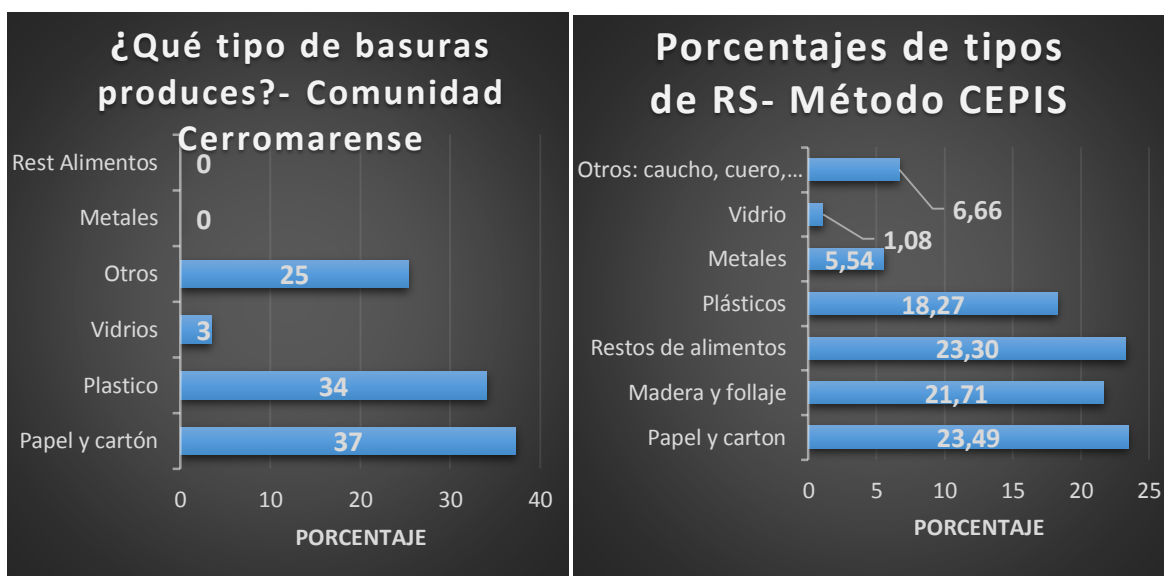 ¿Qué tipo de basuras
produces?- Comunidad
Cerromarense
Rest Alimentos
0
Metales
0
Otros
25
Vidrios
3
Plastico
34
Papel y cartón
37
0 10 20 30 40
PORCENTAJE
Porcentajes de tipos
de RS- Método CEPIS
Otros: caucho, cuero,...
6,66
Vidrio
1,08
Metales
5,54
Plásticos
18,27
Restos de alimentos
23,30
Madera y follaje
21,71
Papel y carton
23,49
0 5 10 15 20 25
PORCENTAJE